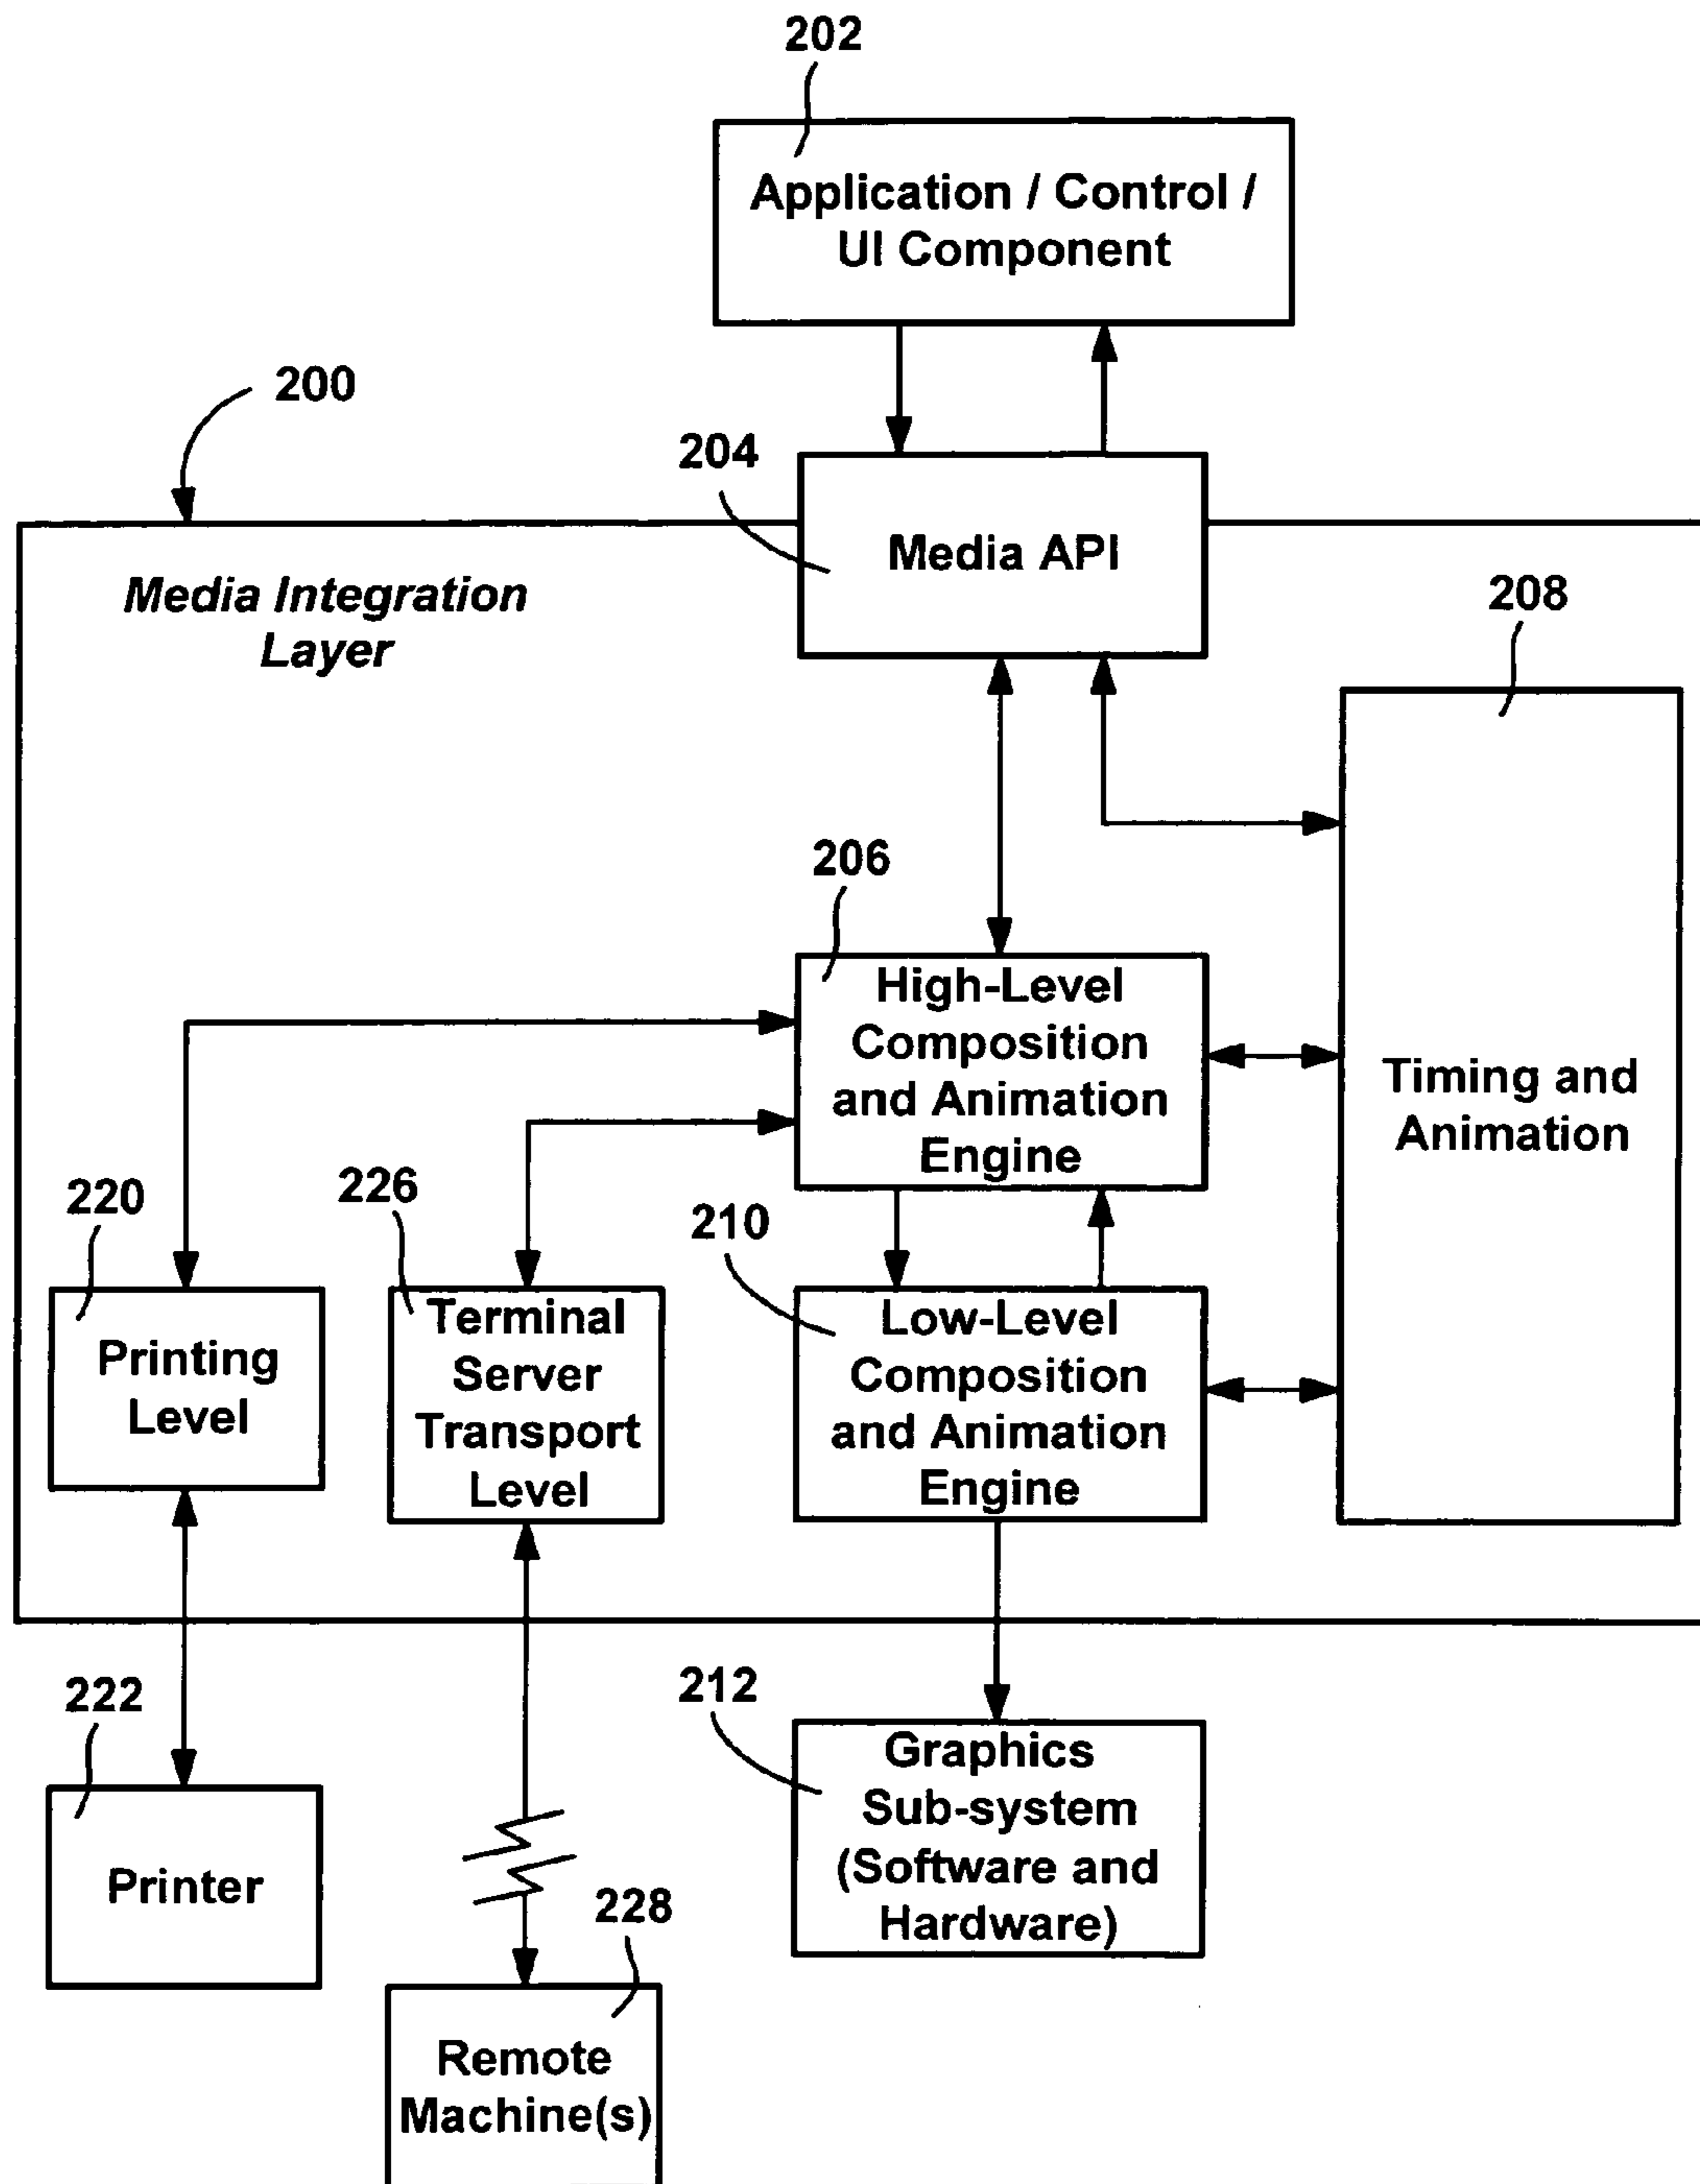 202
Application / Control /
UI Component
200
204
Media API
Media Integration
Layer
208
206
High-Level
Composition
and Animation
Engine
Timing and
Animation
220
226
210
Printing
Level
Terminal
Server
Transport
Level
Low-Level
Composition
and Animation
Engine
222
212
Printer
Graphics
Sub-system
(Software and
Hardware)
228
Remote
Machine(s)